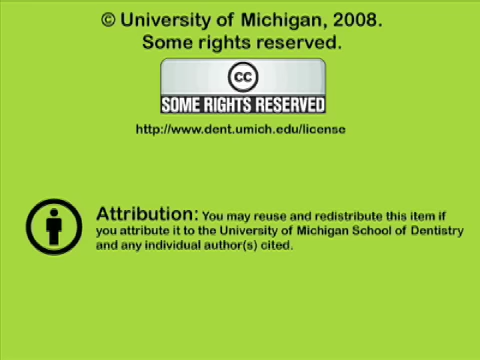 © University of Michigan, 2008.
Some rights reserved.
cc
SOME RIGHTS RESERVED
http://www.dent.umich.edu/license
Attribution: You may reuse and redistribute this item if
you attribute it to the University of Michigan School of Dentistry
and any individual author(s) cited.